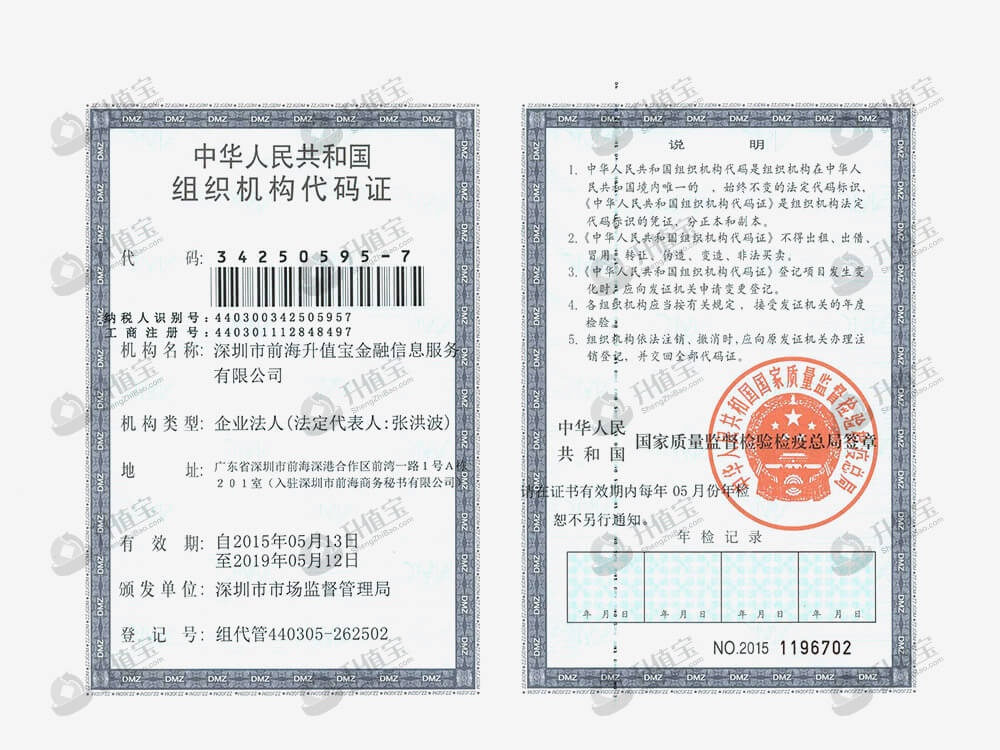 中华人民共和国
组织机构代码证
代 码: 34250595-7
纳税人识别号:440300342505957
工商注册号:440301112848497
机构名称: 深圳市前海升值宝金融信息服务
有限公司
机构类型: 企业法人(法定代表人:张洪波)
地 址: 广东省深圳市前海深港合作区前湾一路1号A栋
201室(入驻深圳市前海商务秘书有限公司)
有 效 期: 自2015年05月13日
至2019年05月12日
颁发单位: 深圳市市场监督管理局
登 记 号: 组代管440305-262502
说 明
1. 中华人民共和国组织机构代码是组织机构在中华人
民共和国境内唯一的 、始终不变的法定代码标识，
《中华人民共和国组织机构代码证》是组织机构法定
代码标识的凭证，分正本和副本。
2.《中华人民共和国组织机构代码证》不得出租、出借、
冒用、转让、伪造、变造、非法买卖。
3.《中华人民共和国组织机构代码证》登记项目发生变
化时，应向发证机关申请变更登记。
4. 各组织机构应当按有关规定，接受发证机关的年度
检验。
5. 组织机构依法注销、撤消时，应向原发证机关办理注
销登记，并交回全部代码证。
中华人民
共和国 国家质量监督检验检疫总局签章
中华人民共和国国家质量监督检验检疫总局
请在证书有效期内每年 05 月份年检
恕不另行通知。
年检记录
年 月 日 年 月 日 年 月 日 年 月 日
NO.2015 1196702
DMZ
ZZJGDM
升值宝
ShengZhiBao.com